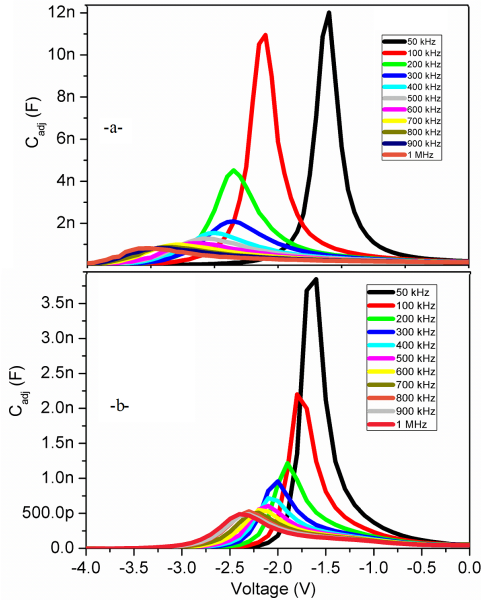 12n
10n
8n
6n
4n
2n
C_adj (F)
-a-
50 kHz
100 kHz
200 kHz
300 kHz
400 kHz
500 kHz
600 kHz
700 kHz
800 kHz
900 kHz
1 MHz
3.5n
3.0n
2.5n
2.0n
1.5n
1.0n
500.0p
0.0
C_adj (F)
-b-
50 kHz
100 kHz
200 kHz
300 kHz
400 kHz
500 kHz
600 kHz
700 kHz
800 kHz
900 kHz
1 MHz
-4.0 -3.5 -3.0 -2.5 -2.0 -1.5 -1.0 -0.5 0.0
Voltage (V)